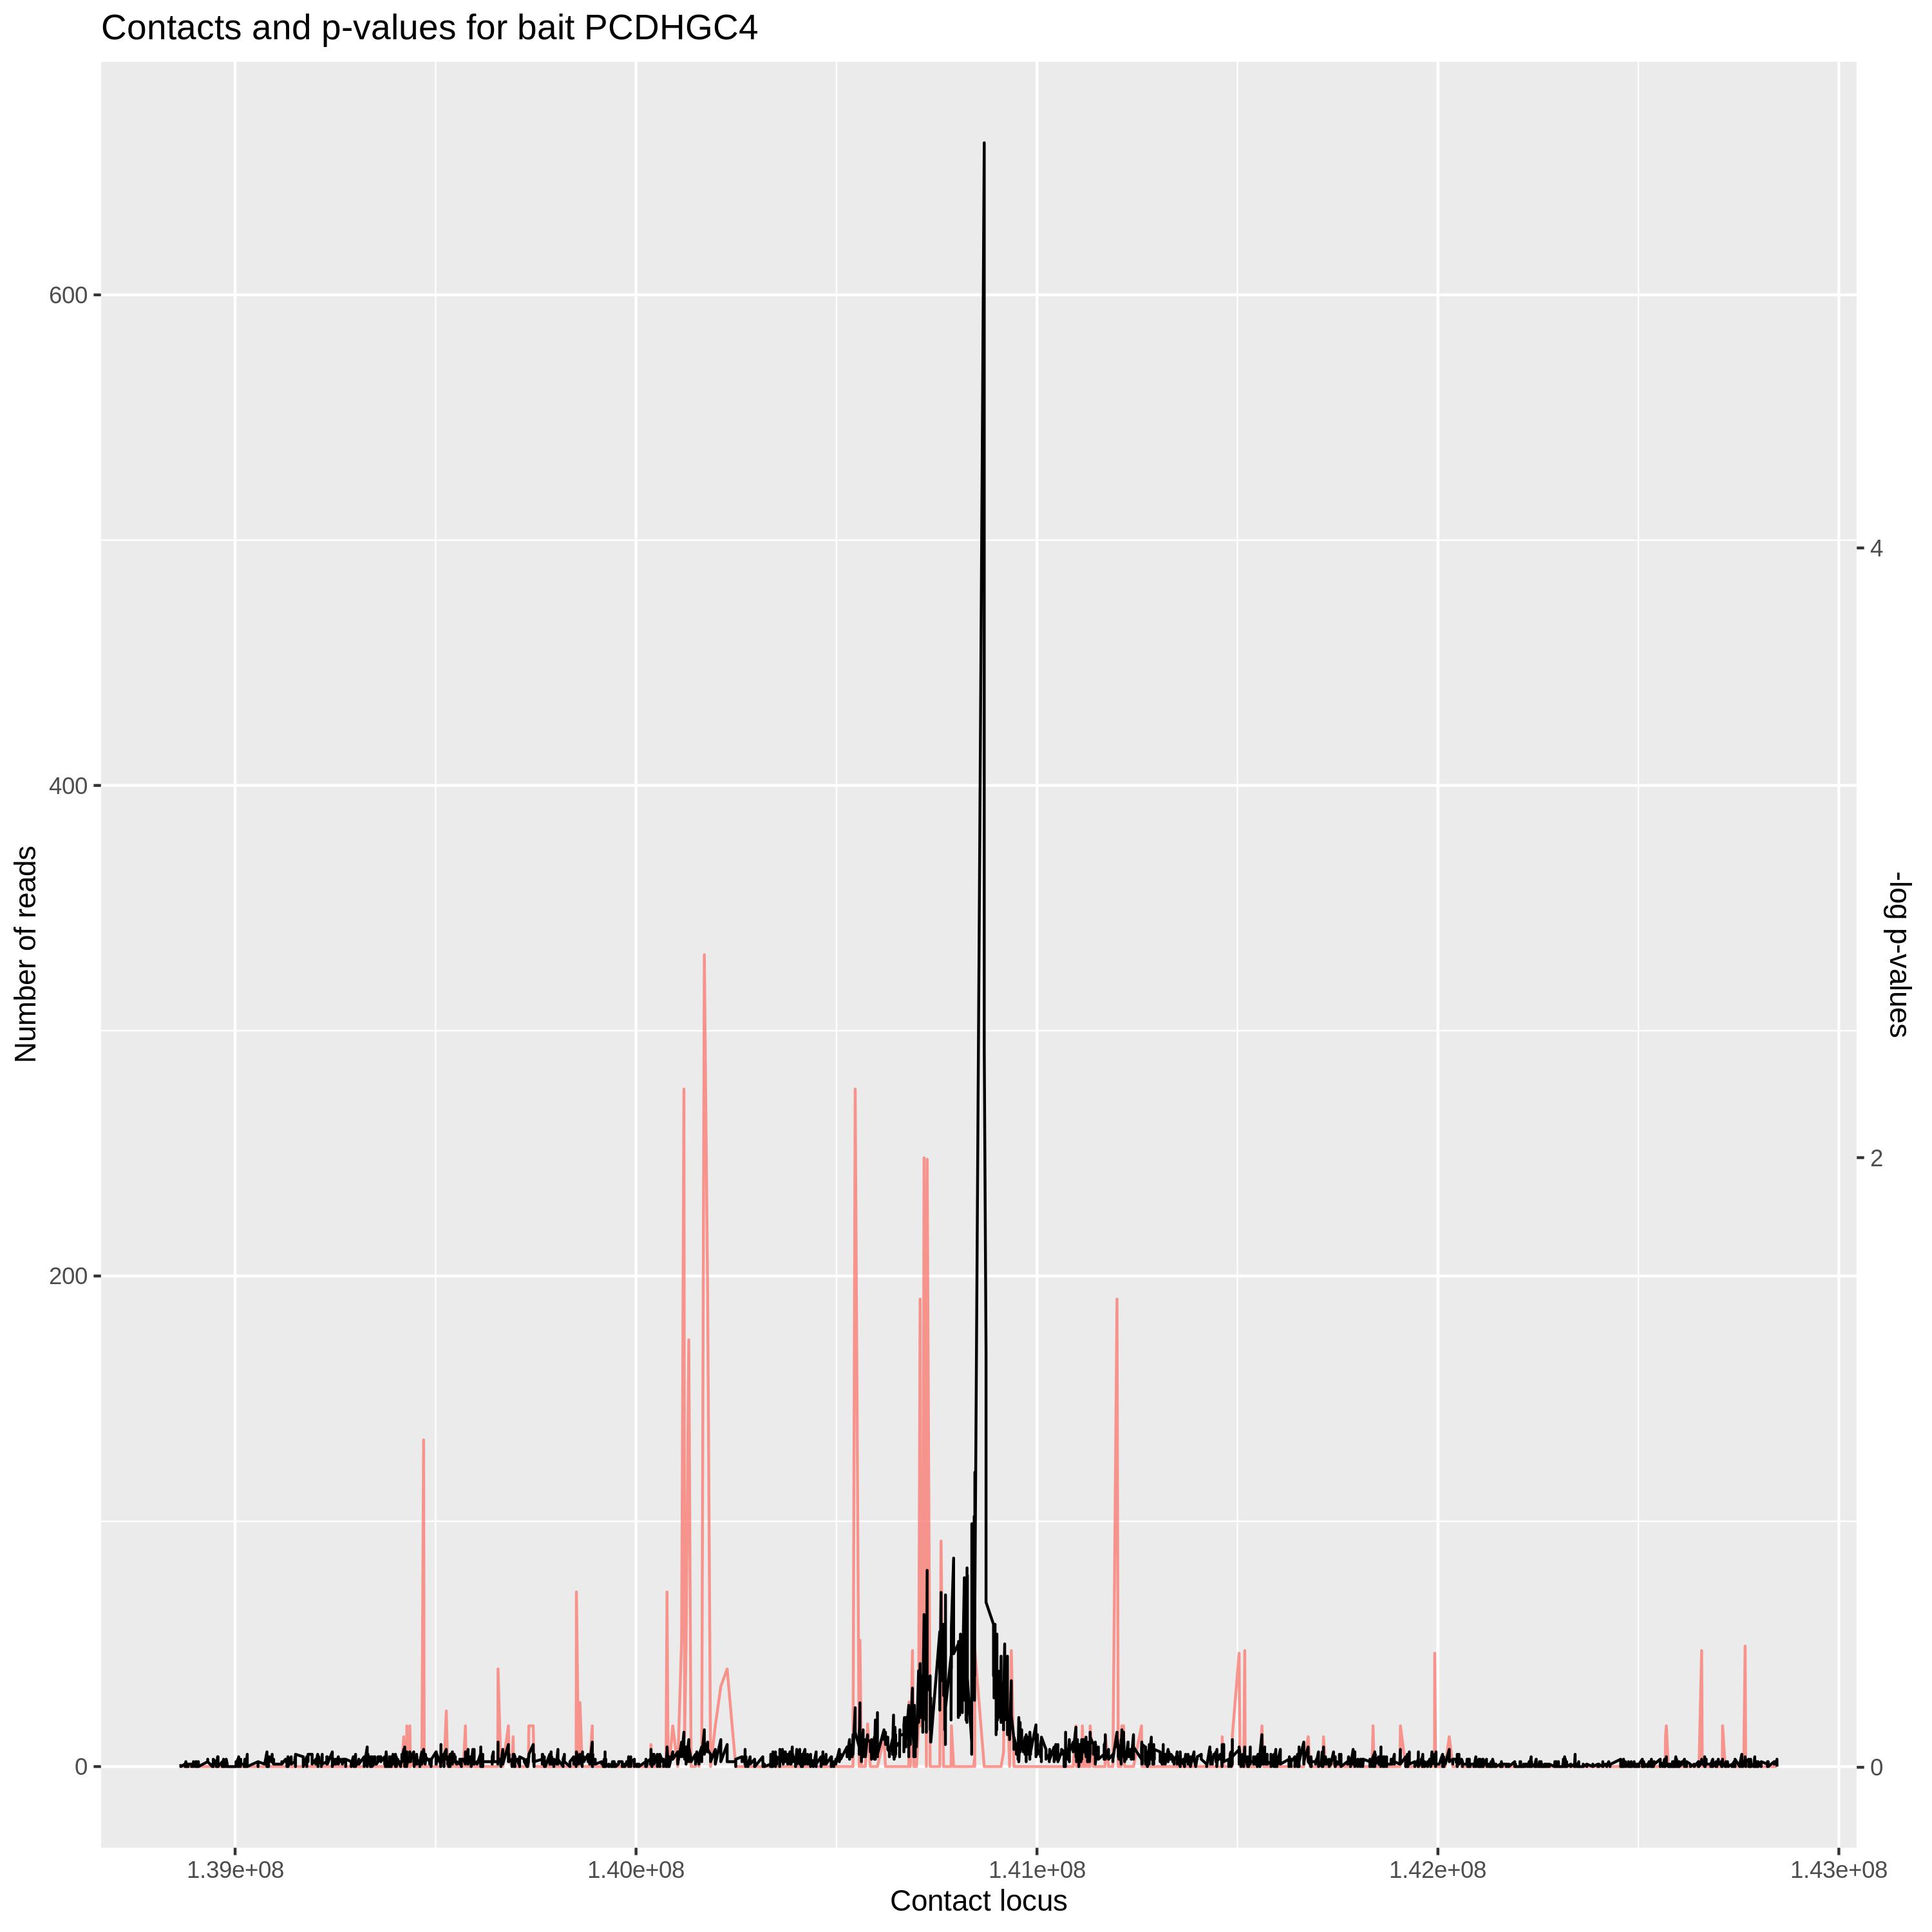 Contacts and p-values for bait PCDHGC4
600
400
200
0
Number of reads
4
2
0
-log p-values
1.39e+08
1.40e+08
1.41e+08
1.42e+08
1.43e+08
Contact locus